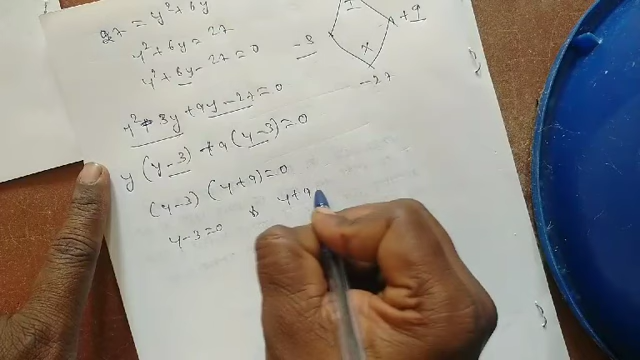 27 = y²+6y
y²+6y = 27
y²+6y-27=0
y²-3y+9y-27=0
y(y-3)+9(y-3)=0
(y-3)(y+9)=0
y-3=0 & y+9
+9
-3
x
-27